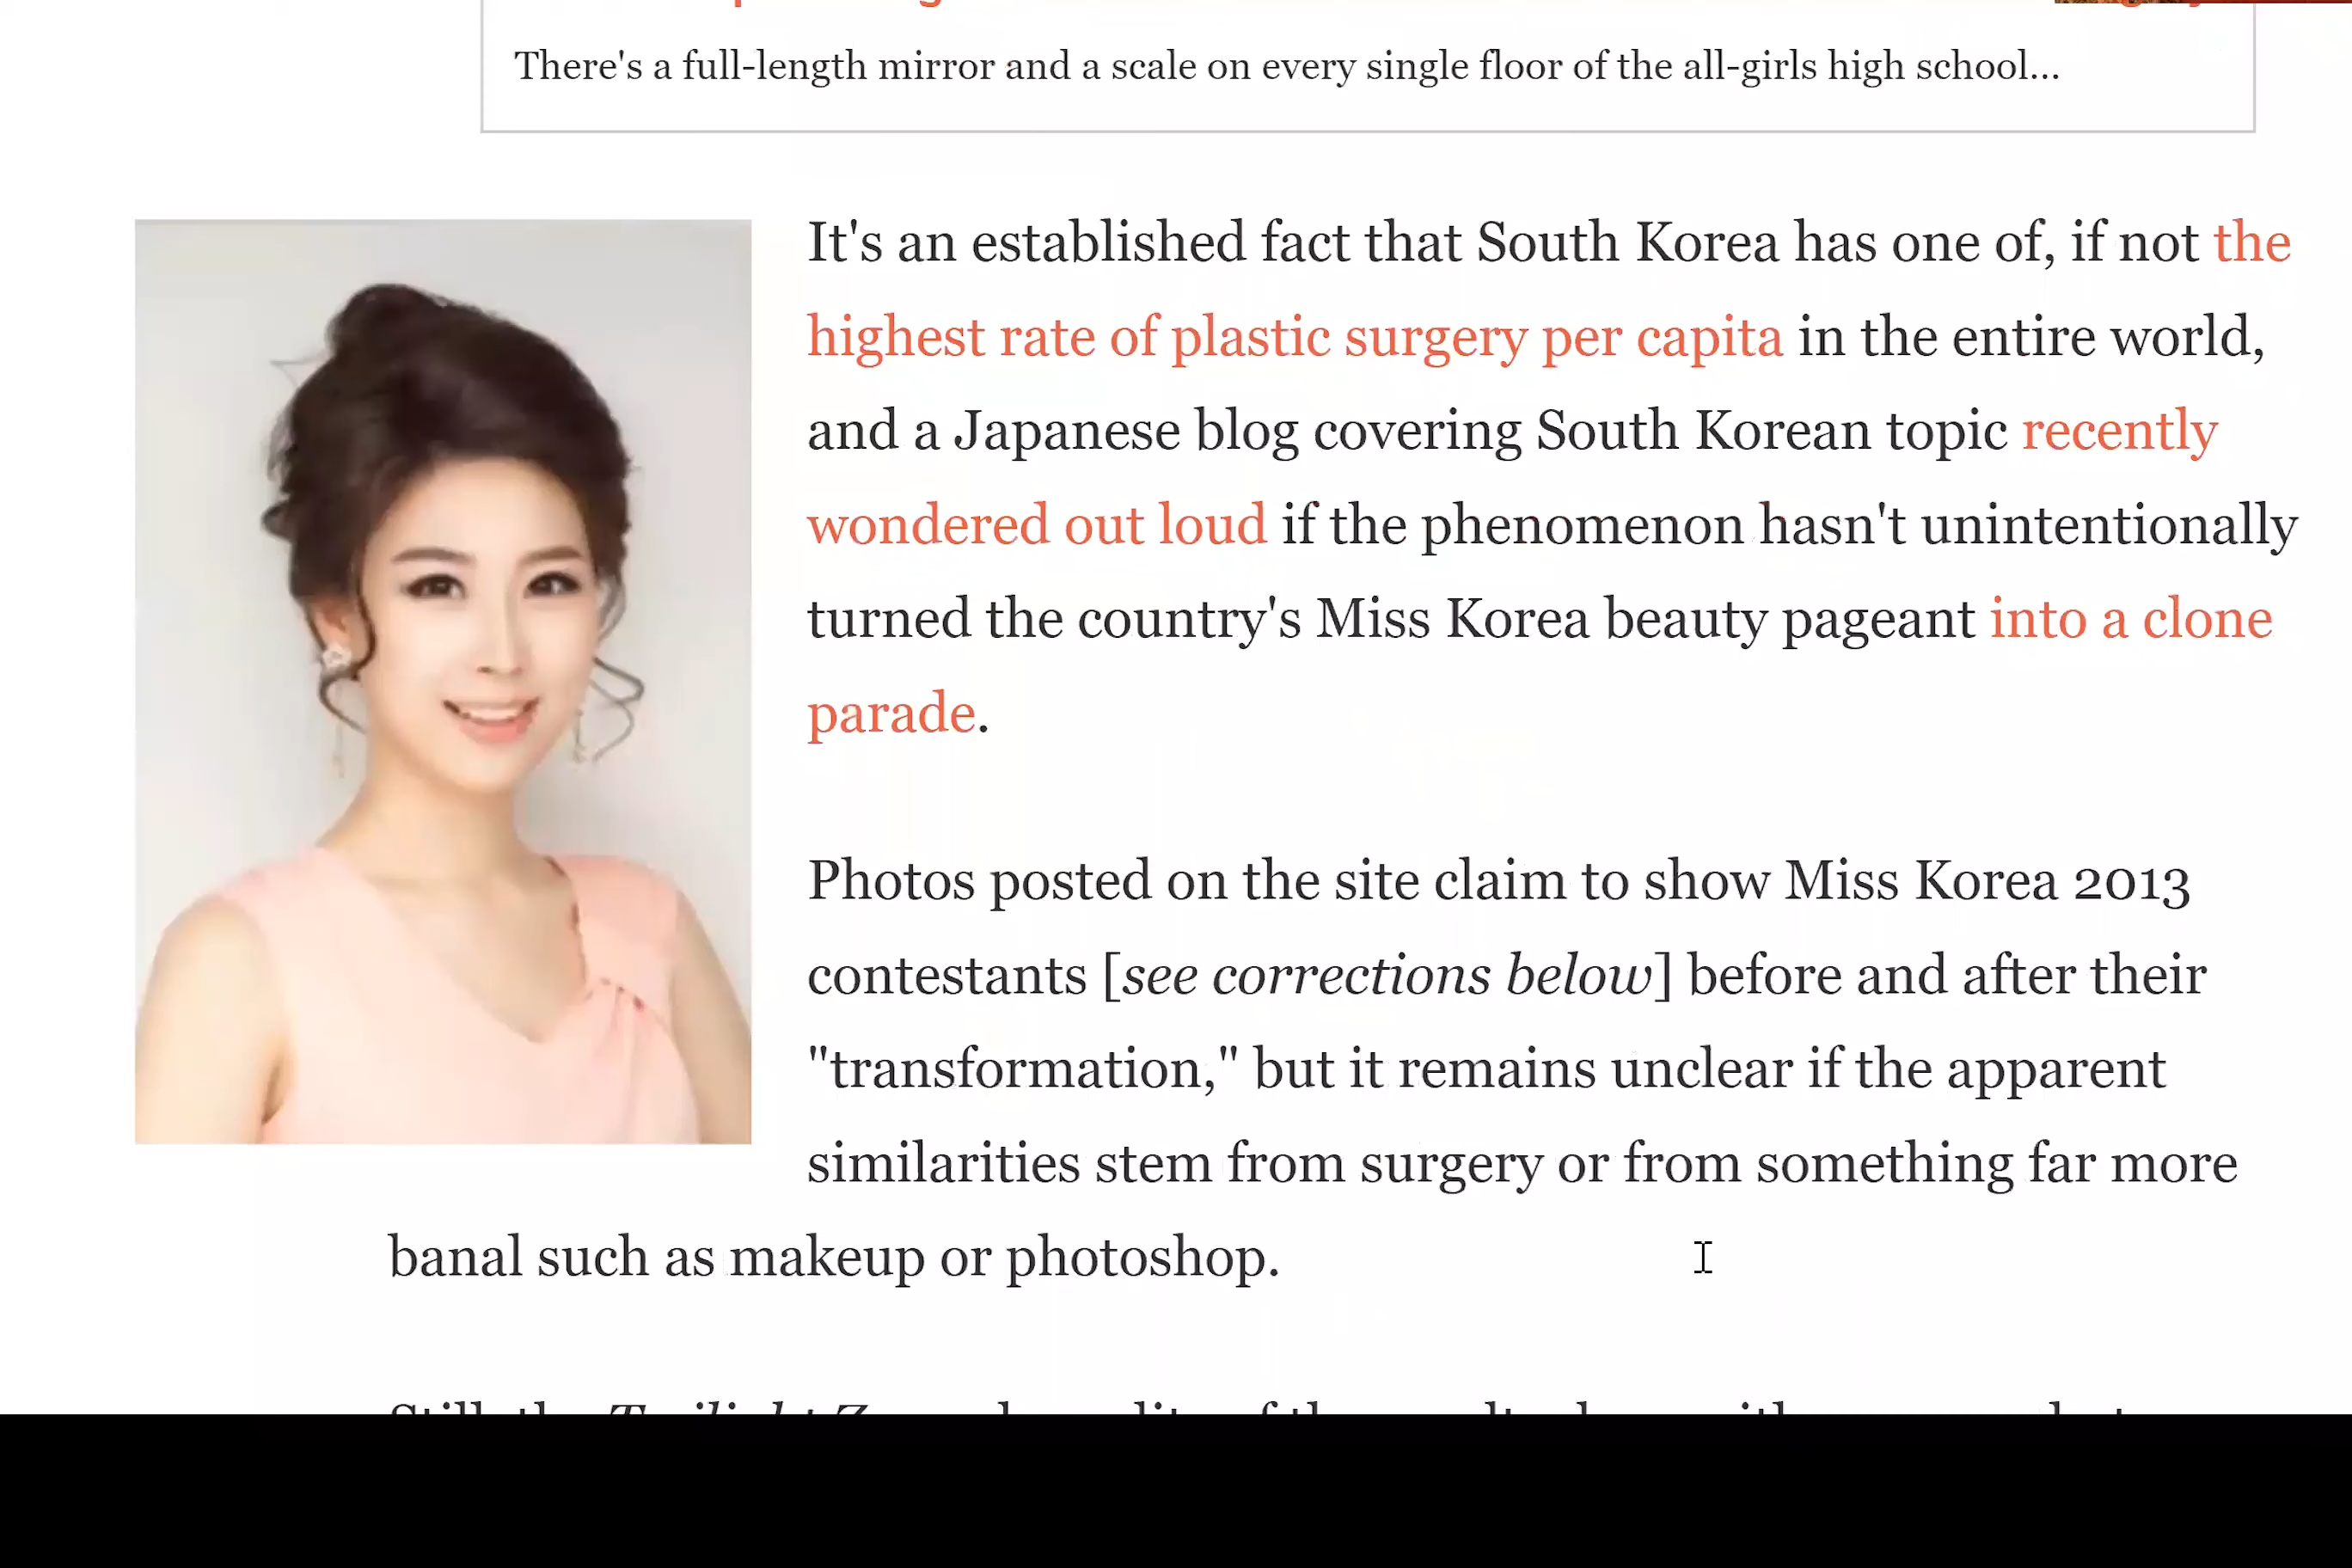 There's a full-length mirror and a scale on every single floor of the all-girls high school...
It's an established fact that South Korea has one of, if not the
highest rate of plastic surgery per capita in the entire world,
and a Japanese blog covering South Korean topic recently
wondered out loud if the phenomenon hasn't unintentionally
turned the country's Miss Korea beauty pageant into a clone
parade.
Photos posted on the site claim to show Miss Korea 2013
contestants [see corrections below] before and after their
"transformation," but it remains unclear if the apparent
similarities stem from surgery or from something far more
banal such as makeup or photoshop.